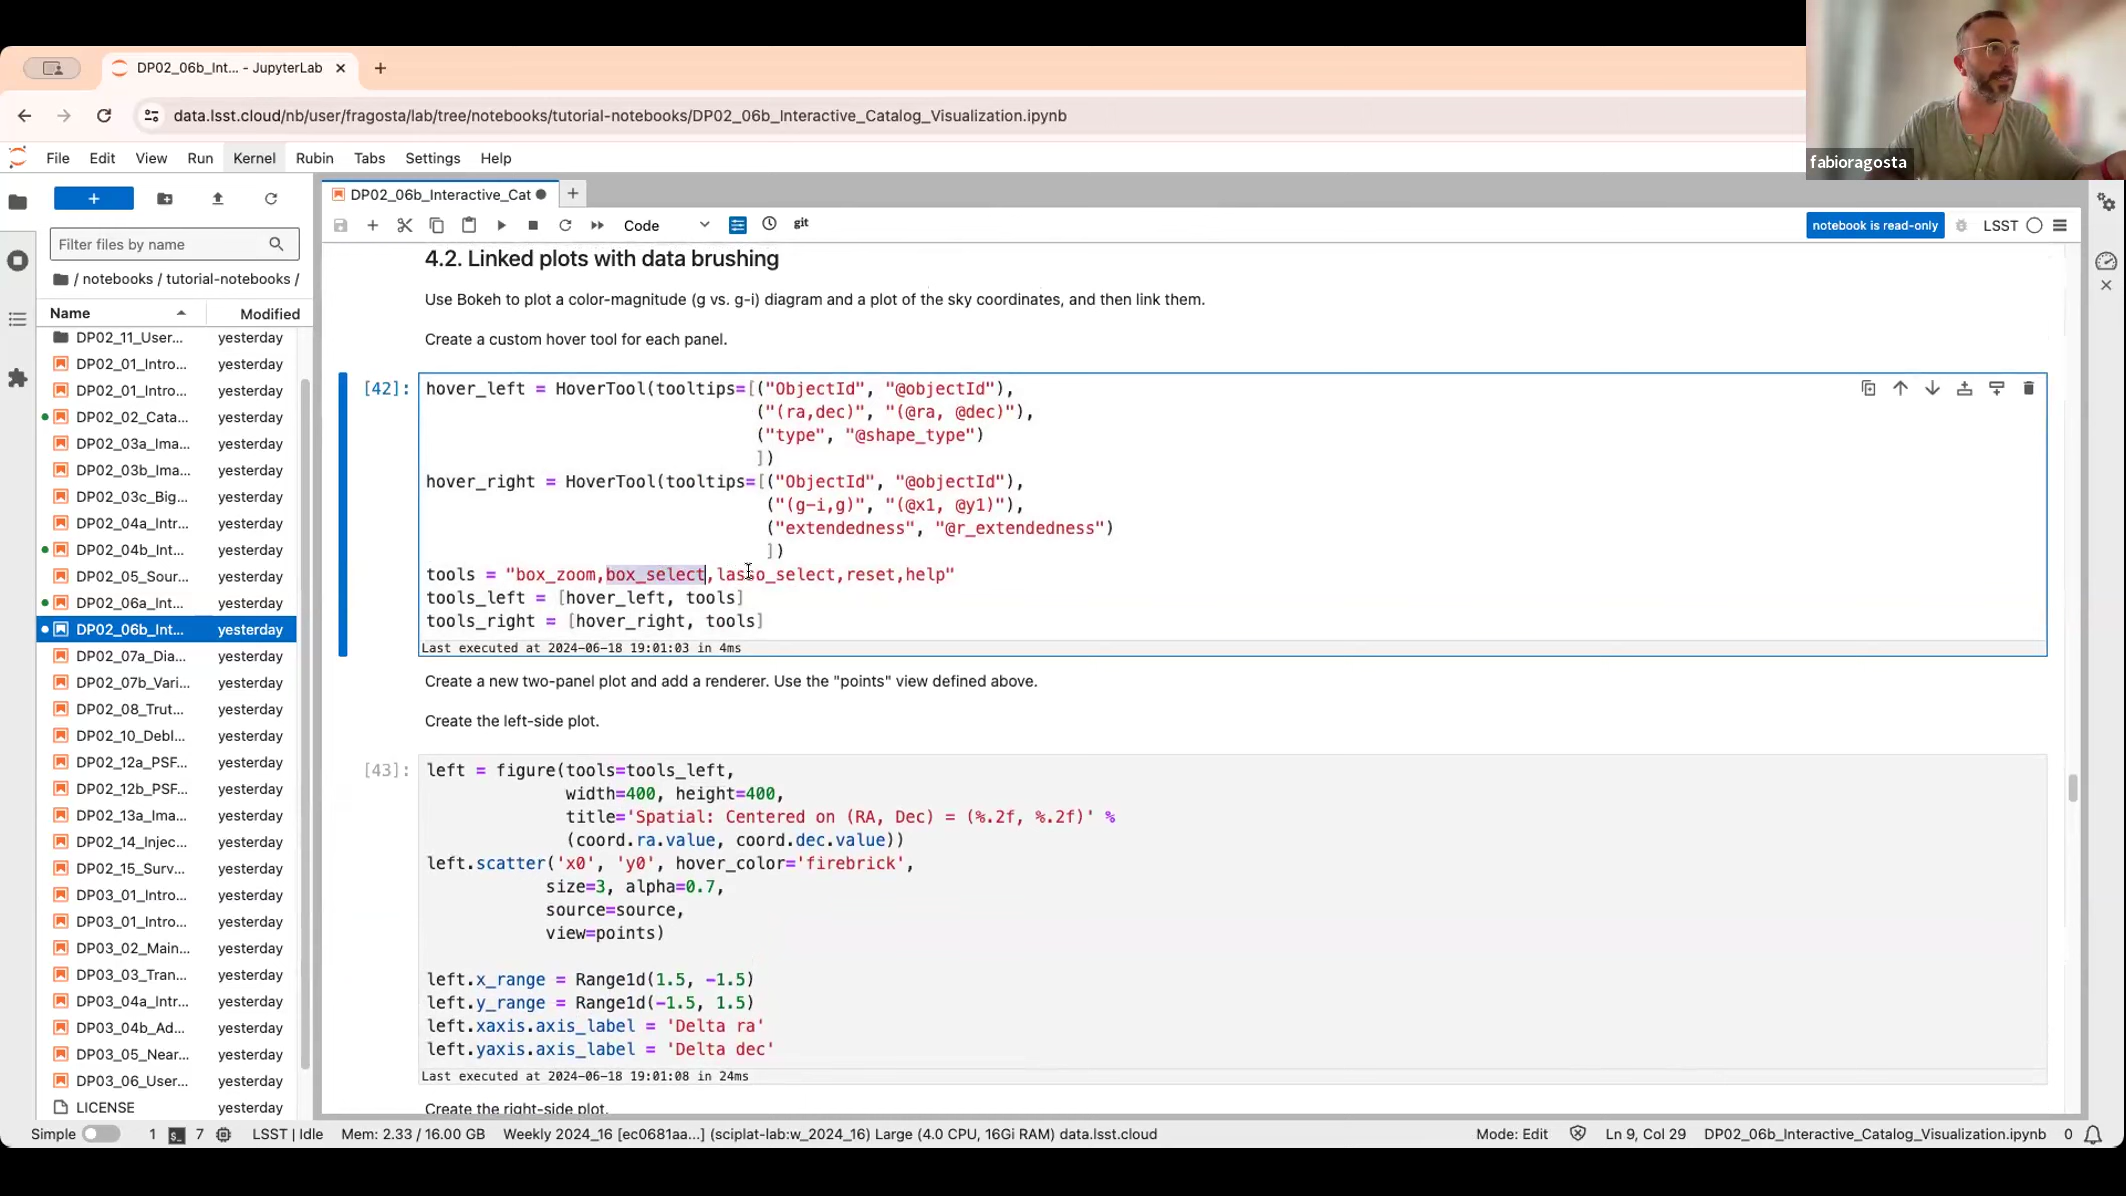 DP02_06b_Int... - JupyterLab
data.lsst.cloud/nb/user/fragosta/lab/tree/notebooks/tutorial-notebooks/DP02_06b_Interactive_Catalog_Visualization.ipynb
fabioragosta
File Edit View Run Kernel Rubin Tabs Settings Help
DP02_06b_Interactive_Cat
Code
git
notebook is read-only
LSST
Filter files by name
/ notebooks / tutorial-notebooks /
Name Modified
DP02_11_User... yesterday
DP02_01_Intro... yesterday
DP02_01_Intro... yesterday
DP02_02_Cata... yesterday
DP02_03a_Ima... yesterday
DP02_03b_Ima... yesterday
DP02_03c_Big... yesterday
DP02_04a_Intr... yesterday
DP02_04b_Int... yesterday
DP02_05_Sour... yesterday
DP02_06a_Int... yesterday
DP02_06b_Int... yesterday
DP02_07a_Dia... yesterday
DP02_07b_Vari... yesterday
DP02_08_Trut... yesterday
DP02_10_Debl... yesterday
DP02_12a_PSF... yesterday
DP02_12b_PSF... yesterday
DP02_13a_Ima... yesterday
DP02_14_Injec... yesterday
DP02_15_Surv... yesterday
DP03_01_Intro... yesterday
DP03_01_Intro... yesterday
DP03_02_Main... yesterday
DP03_03_Tran... yesterday
DP03_04a_Intr... yesterday
DP03_04b_Ad... yesterday
DP03_05_Near... yesterday
DP03_06_User... yesterday
LICENSE yesterday
4.2. Linked plots with data brushing
Use Bokeh to plot a color-magnitude (g vs. g-i) diagram and a plot of the sky coordinates, and then link them.
Create a custom hover tool for each panel.
[42]: hover_left = HoverTool(tooltips=[("ObjectId", "@objectId"),
("(ra,dec)", "(@ra, @dec)"),
("type", "@shape_type")
])
hover_right = HoverTool(tooltips=[("ObjectId", "@objectId"),
("(g-i,g)", "(@x1, @y1)"),
("extendedness", "@r_extendedness")
])
tools = "box_zoom,box_select,lasso_select,reset,help"
tools_left = [hover_left, tools]
tools_right = [hover_right, tools]
Last executed at 2024-06-18 19:01:03 in 4ms
Create a new two-panel plot and add a renderer. Use the "points" view defined above.
Create the left-side plot.
[43]: left = figure(tools=tools_left,
width=400, height=400,
title='Spatial: Centered on (RA, Dec) = (%.2f, %.2f)' %
(coord.ra.value, coord.dec.value))
left.scatter('x0', 'y0', hover_color='firebrick',
size=3, alpha=0.7,
source=source,
view=points)
left.x_range = Range1d(1.5, -1.5)
left.y_range = Range1d(-1.5, 1.5)
left.xaxis.axis_label = 'Delta ra'
left.yaxis.axis_label = 'Delta dec'
Last executed at 2024-06-18 19:01:08 in 24ms
Create the right-side plot.
Simple 1 7 LSST | Idle Mem: 2.33 / 16.00 GB Weekly 2024_16 [ec0681aa...] (sciplat-lab:w_2024_16) Large (4.0 CPU, 16Gi RAM) data.lsst.cloud Mode: Edit Ln 9, Col 29 DP02_06b_Interactive_Catalog_Visualization.ipynb 0